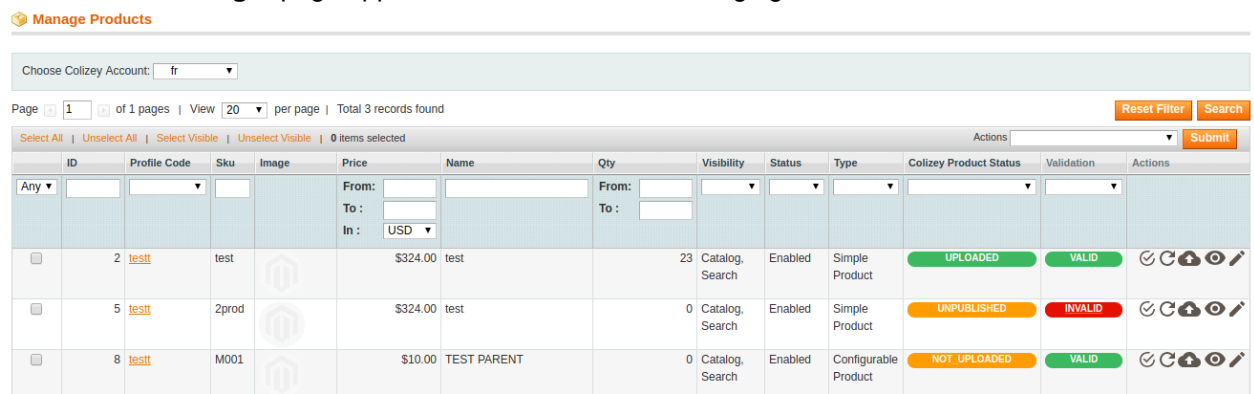 Manage Products
Choose Colizey Account: fr
Page 1 of 1 pages | View 20 per page | Total 3 records found Reset Filter Search
Select All | Unselect All | Select Visible | Unselect Visible | 0 items selected Actions Submit
ID Profile Code Sku Image Price Name Qty Visibility Status Type Colizey Product Status Validation Actions
Any From: From:
To : To :
In : USD
2 testt test $324.00 test 23 Catalog, Enabled Simple UPLOADED VALID
Search Product
5 testt 2prod $324.00 test 0 Catalog, Enabled Simple UNPUBLISHED INVALID
Search Product
8 testt M001 $10.00 TEST PARENT 0 Catalog, Enabled Configurable NOT_UPLOADED VALID
Search Product